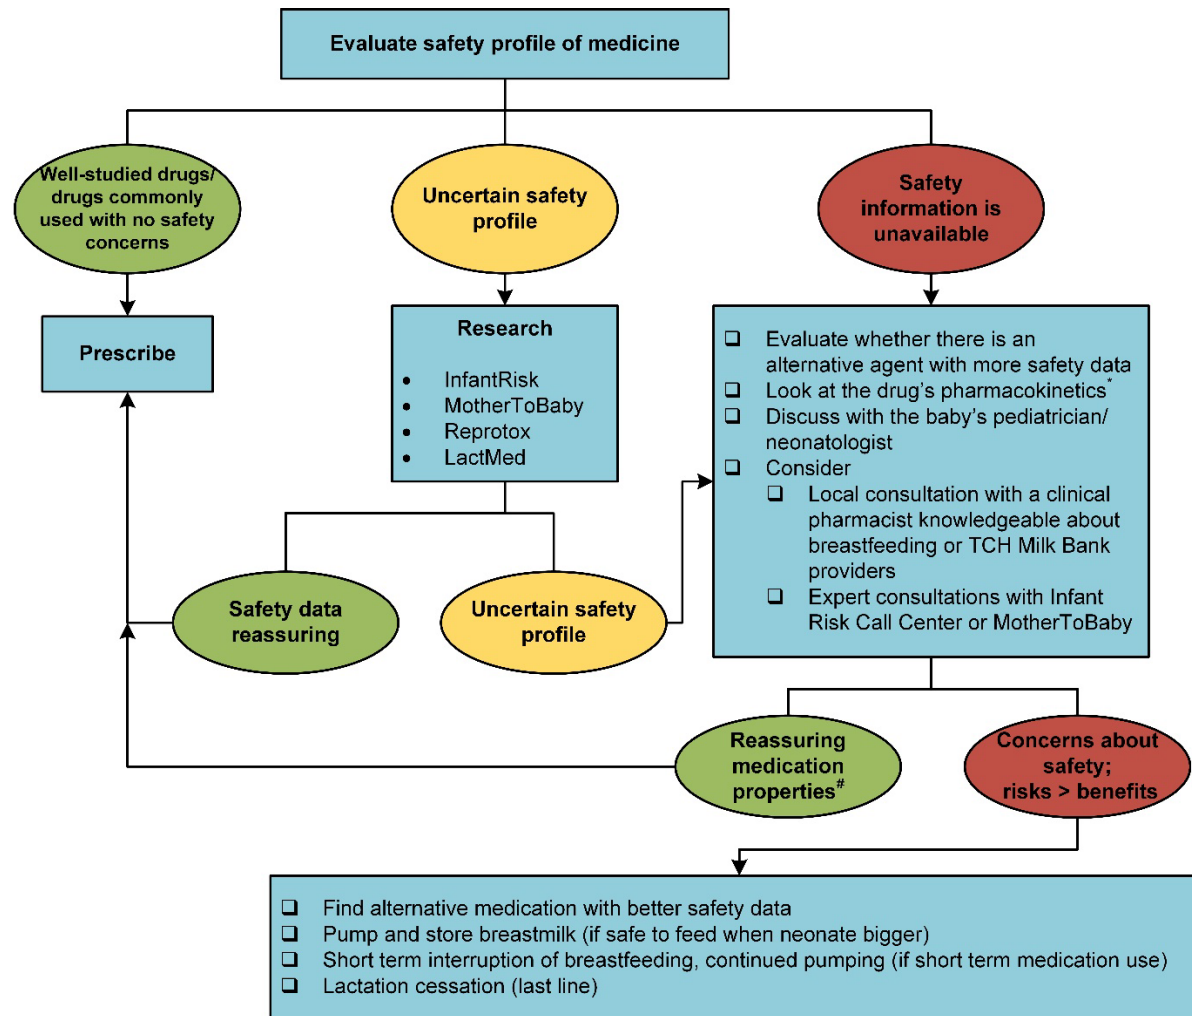 Evaluate safety profile of medicine
Well-studied drugs/
drugs commonly
used with no safety
concerns
Uncertain safety
profile
Safety
information is
unavailable
Prescribe
Research
InfantRisk
MotherToBaby
Reprotox
LactMed
Evaluate whether there is an
alternative agent with more safety data
Look at the drug's pharmacokinetics*
Discuss with the baby's pediatrician/
neonatologist
Consider
Local consultation with a clinical
pharmacist knowledgeable about
breastfeeding or TCH Milk Bank
providers
Expert consultations with Infant
Risk Call Center or MotherToBaby
Safety data
reassuring
Uncertain safety
profile
Reassuring
medication
properties#
Concerns about
safety;
risks > benefits
Find alternative medication with better safety data
Pump and store breastmilk (if safe to feed when neonate bigger)
Short term interruption of breastfeeding, continued pumping (if short term medication use)
Lactation cessation (last line)